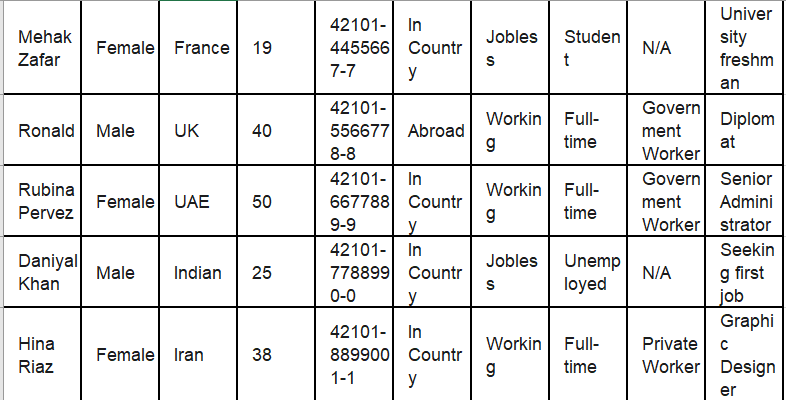 Mehak Zafar Female France 19 42101-4455667-7 In Country Jobless Student N/A University freshman
Ronald Male UK 40 42101-5566778-8 Abroad Working Full-time Government Worker Diplomat
Rubina Pervez Female UAE 50 42101-6677889-9 In Country Working Full-time Government Worker Senior Administrator
Daniyal Khan Male Indian 25 42101-7788990-0 In Country Jobless Unemployed N/A Seeking first job
Hina Riaz Female Iran 38 42101-8899001-1 In Country Working Full-time Private Worker Graphic Designer